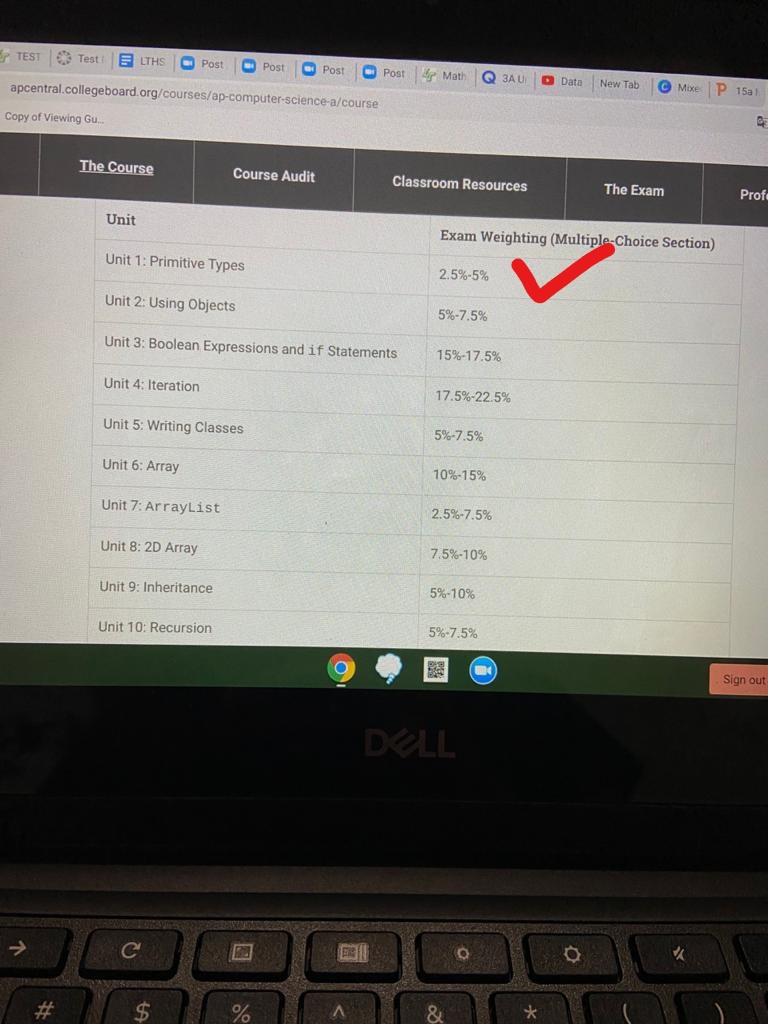 TEST Test LTHS Post Post Post Post Math 3A Data New Tab Mixe 15a
apcentral.collegeboard.org/courses/ap-computer-science-a/course
Copy of Viewing Gu...
The Course Course Audit Classroom Resources The Exam Prof
Unit Exam Weighting (Multiple-Choice Section)
Unit 1: Primitive Types 2.5%-5%
Unit 2: Using Objects 5%-7.5%
Unit 3: Boolean Expressions and if Statements 15%-17.5%
Unit 4: Iteration 17.5%-22.5%
Unit 5: Writing Classes 5%-7.5%
Unit 6: Array 10%-15%
Unit 7: ArrayList 2.5%-7.5%
Unit 8: 2D Array 7.5%-10%
Unit 9: Inheritance 5%-10%
Unit 10: Recursion 5%-7.5%
Sign out
DELL
# $ % ^ & * ( )